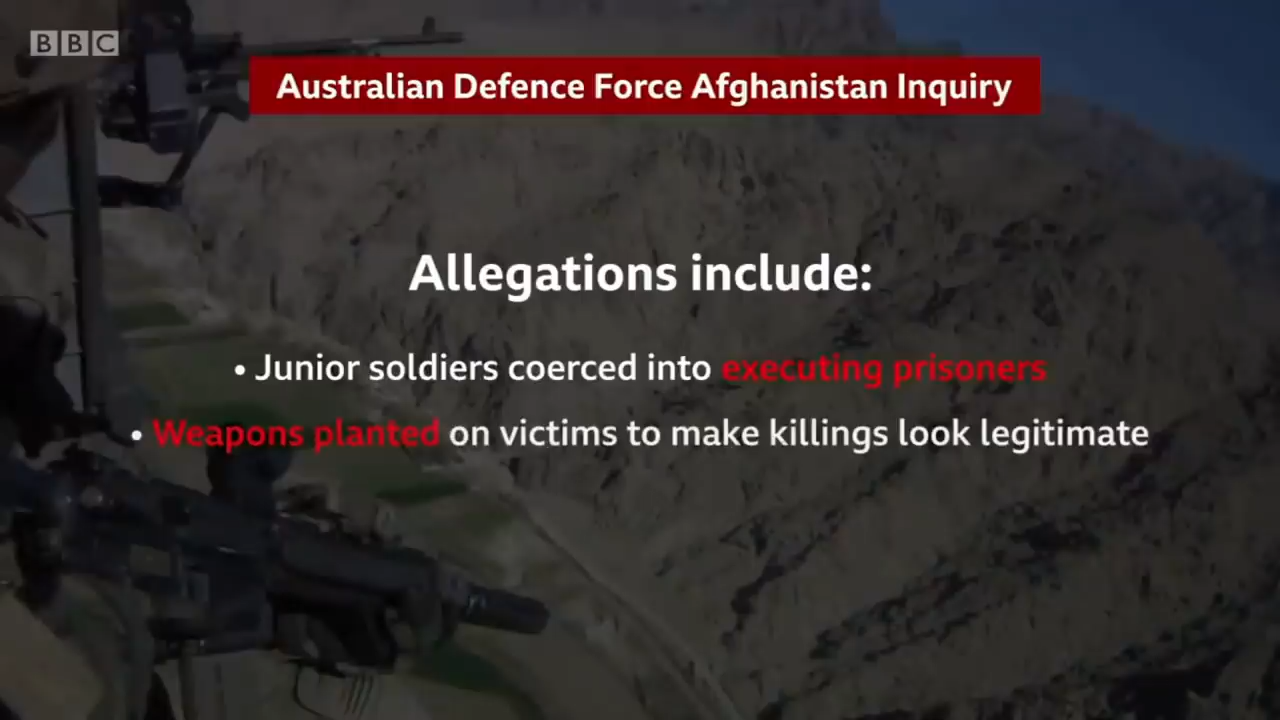 BBC
Australian Defence Force Afghanistan Inquiry
Allegations include:
• Junior soldiers coerced into executing prisoners
• Weapons planted on victims to make killings look legitimate